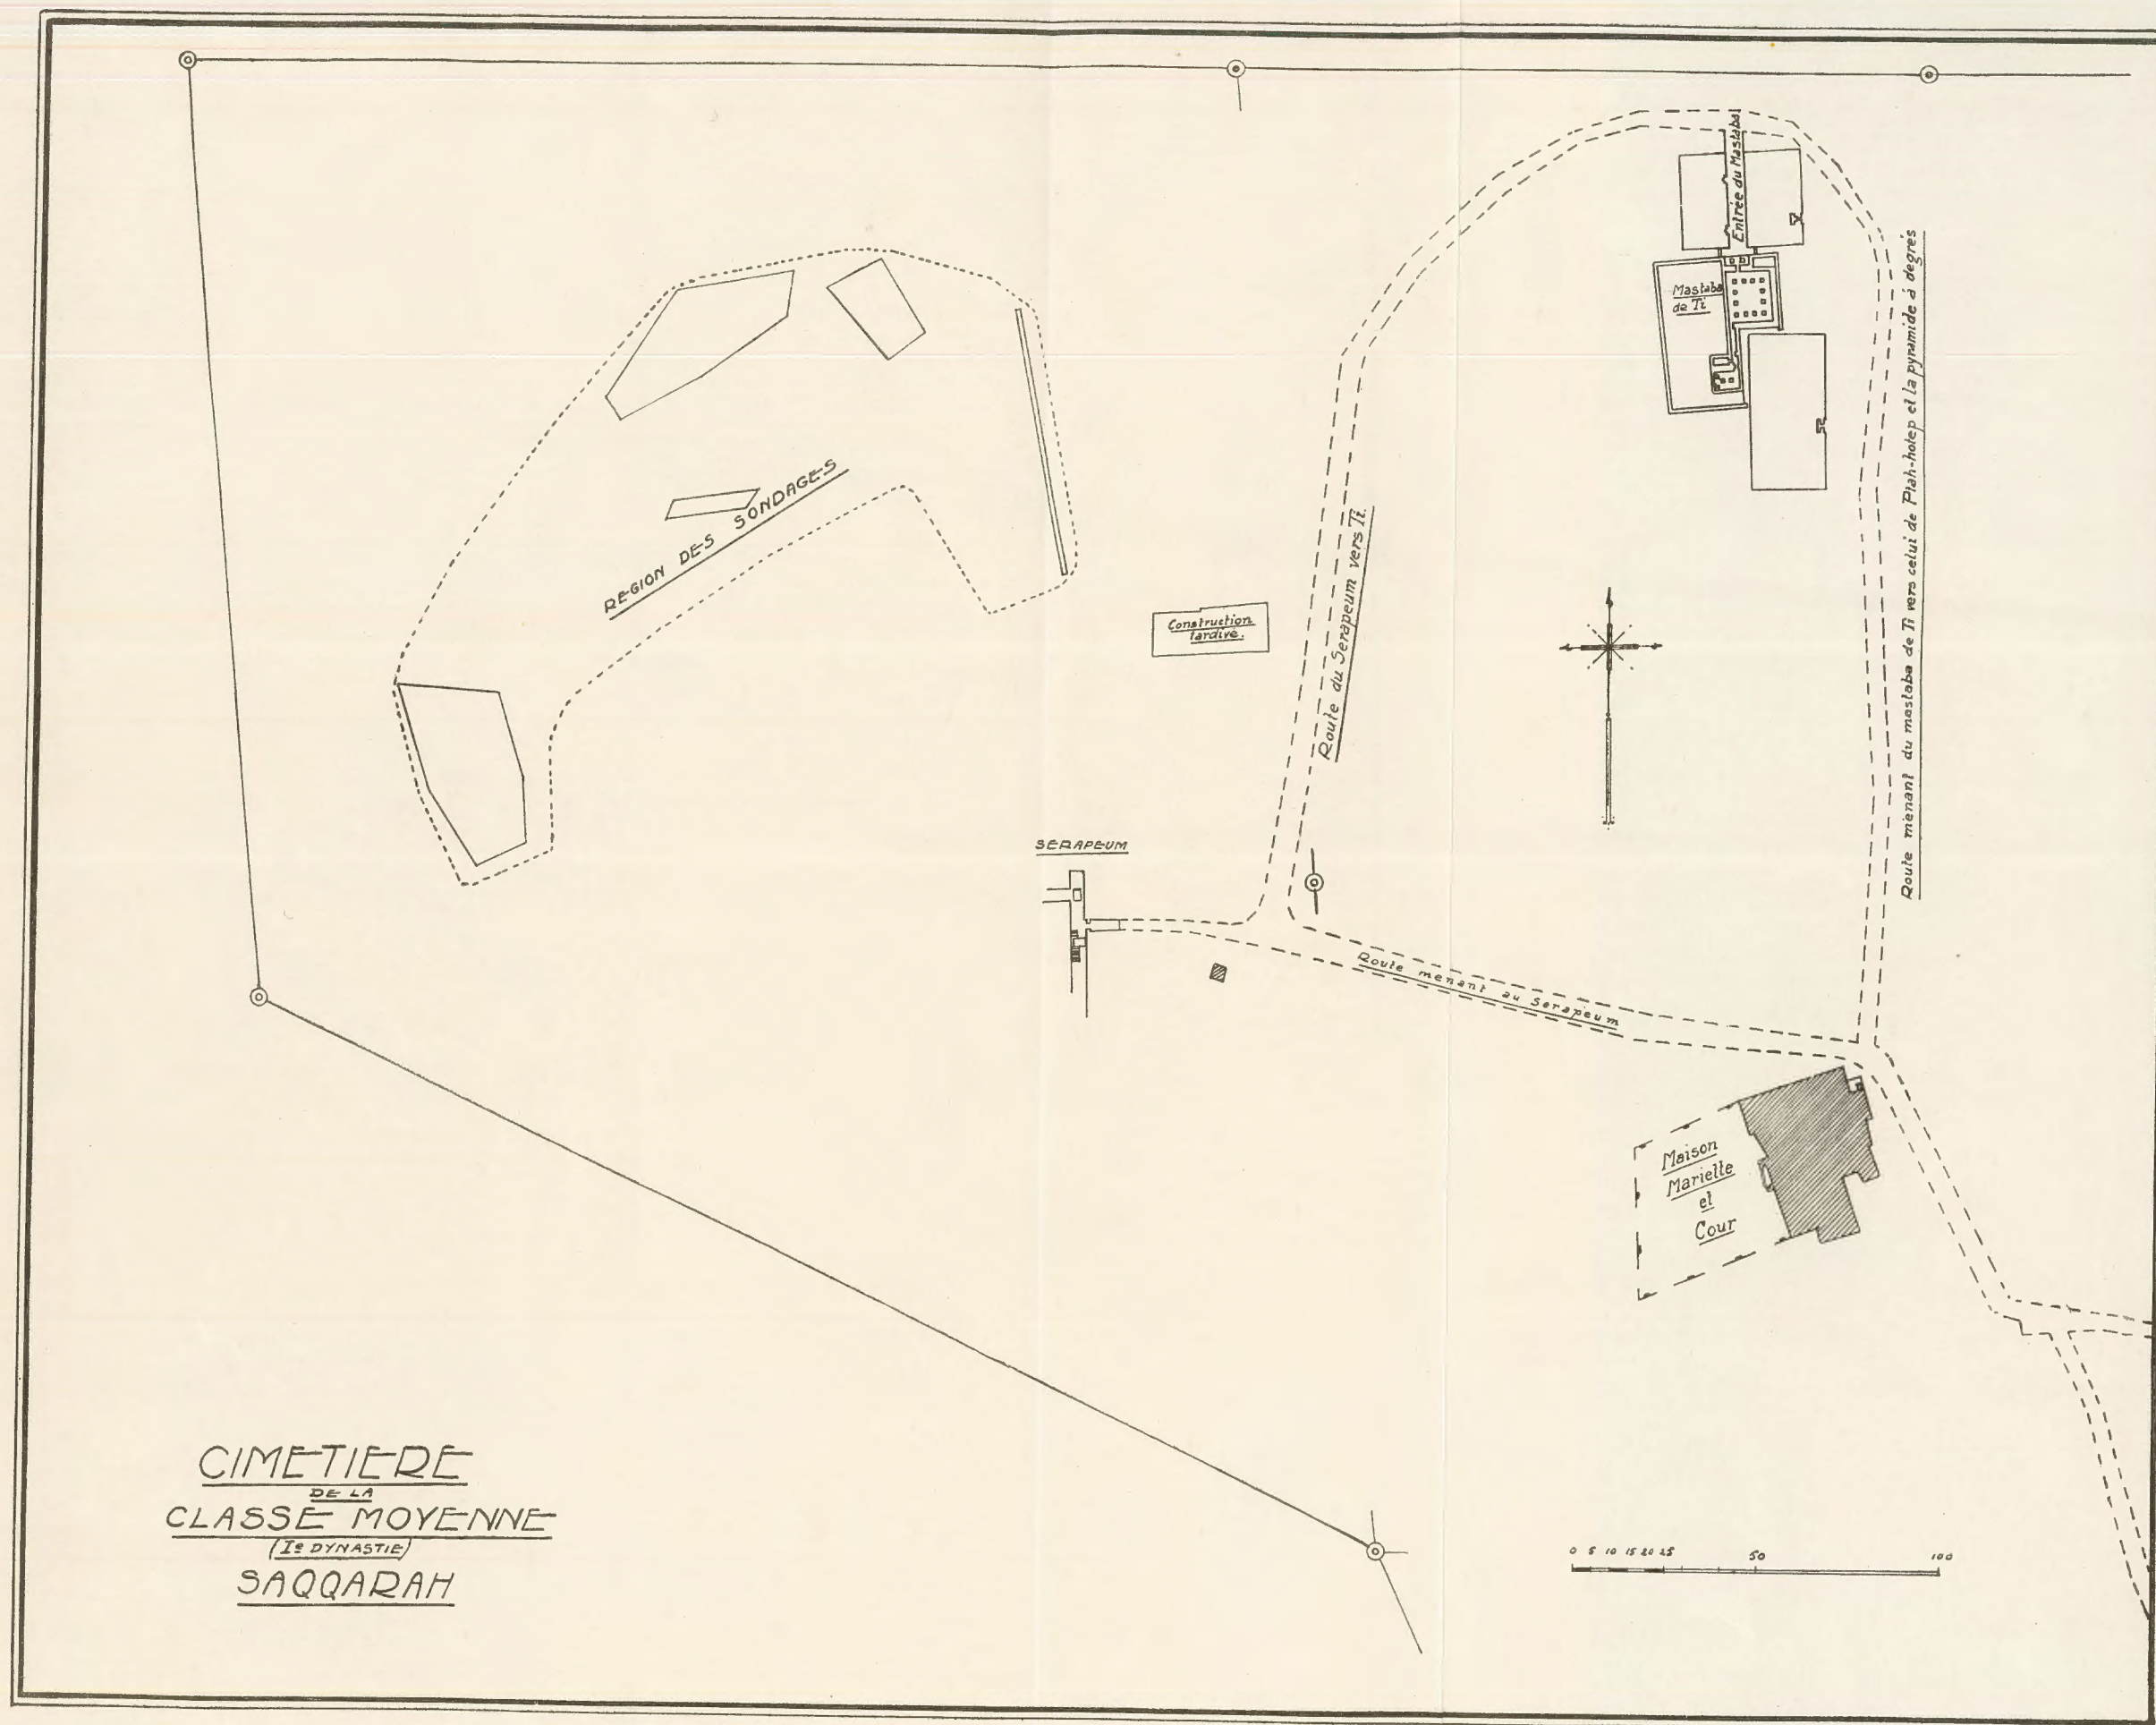 Entrée du Mastaba
Mastaba
de Ti
Route menant du mastaba de Ti vers celui de Ptah-hotep et la pyramide à degrés
REGION DES SONDAGES
Route du Serapeum vers Ti.
Construction
tardive.
SERAPEUM
Route menant au Serapeum
Maison
Mariette
et
Cour
CIMETIERE
DE LA
CLASSE MOYENNE
(Ie DYNASTIE)
SAQQARAH
0 5 10 15 20 25 50 100